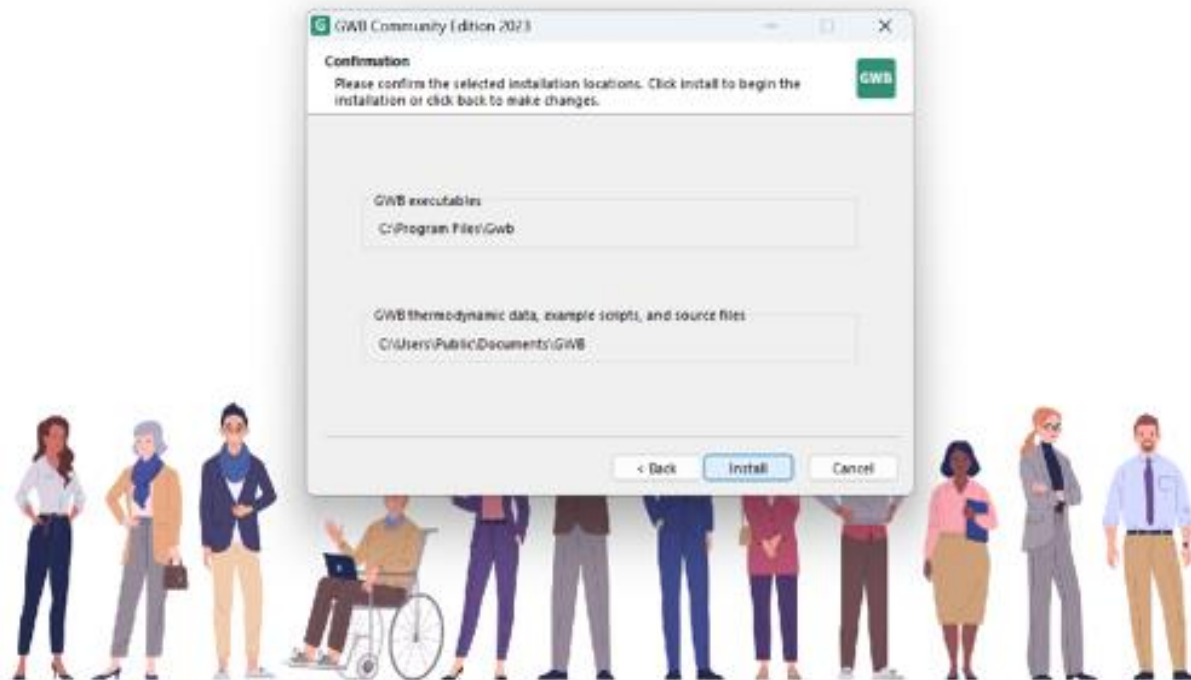 GWB Community Edition 2023
Confirmation
Please confirm the selected installation locations. Click install to begin the
installation or click back to make changes.
GWB
GWB executables
C:\Program Files\Gwb
GWB thermodynamic data, example scripts, and source files
C:\Users\Public\Documents\GWB
< Back
Install
Cancel